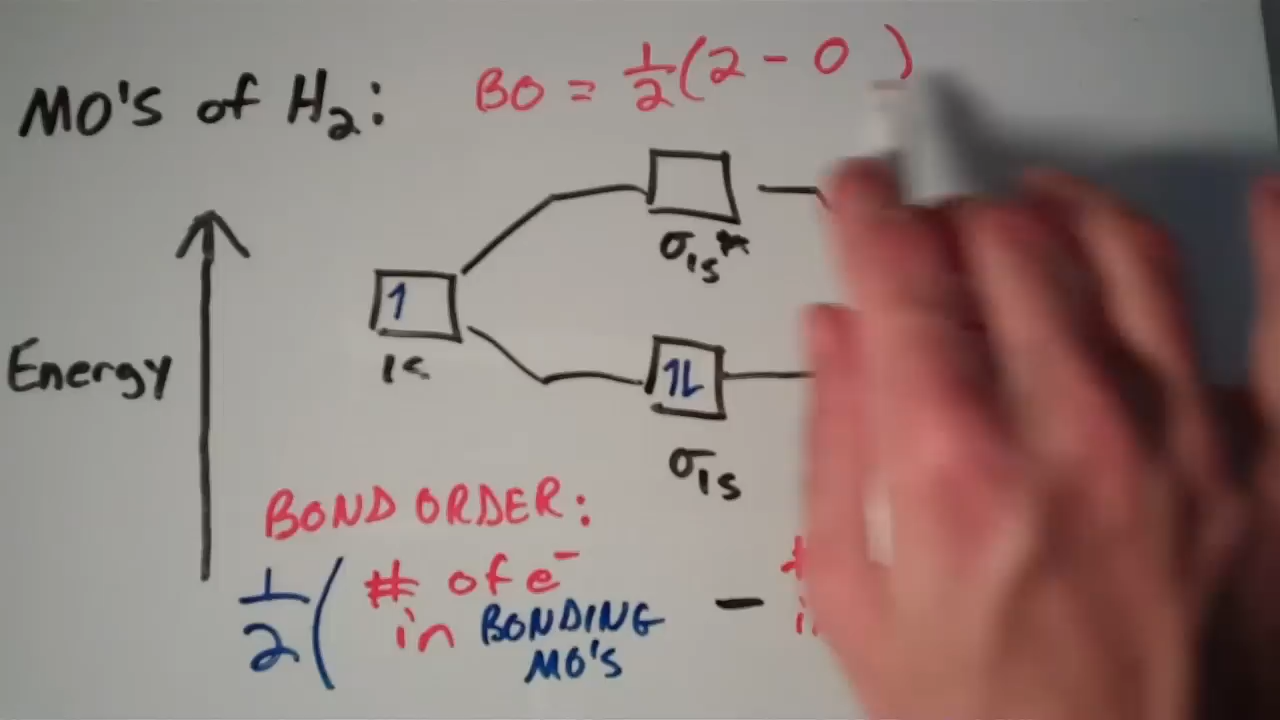 MO'S of H₂:
BO = 1/2 (2 - 0 )
1
1s
σ1s*
1L
σ1s
Energy
BOND ORDER:
1/2 ( # of e⁻ in BONDING MO'S -